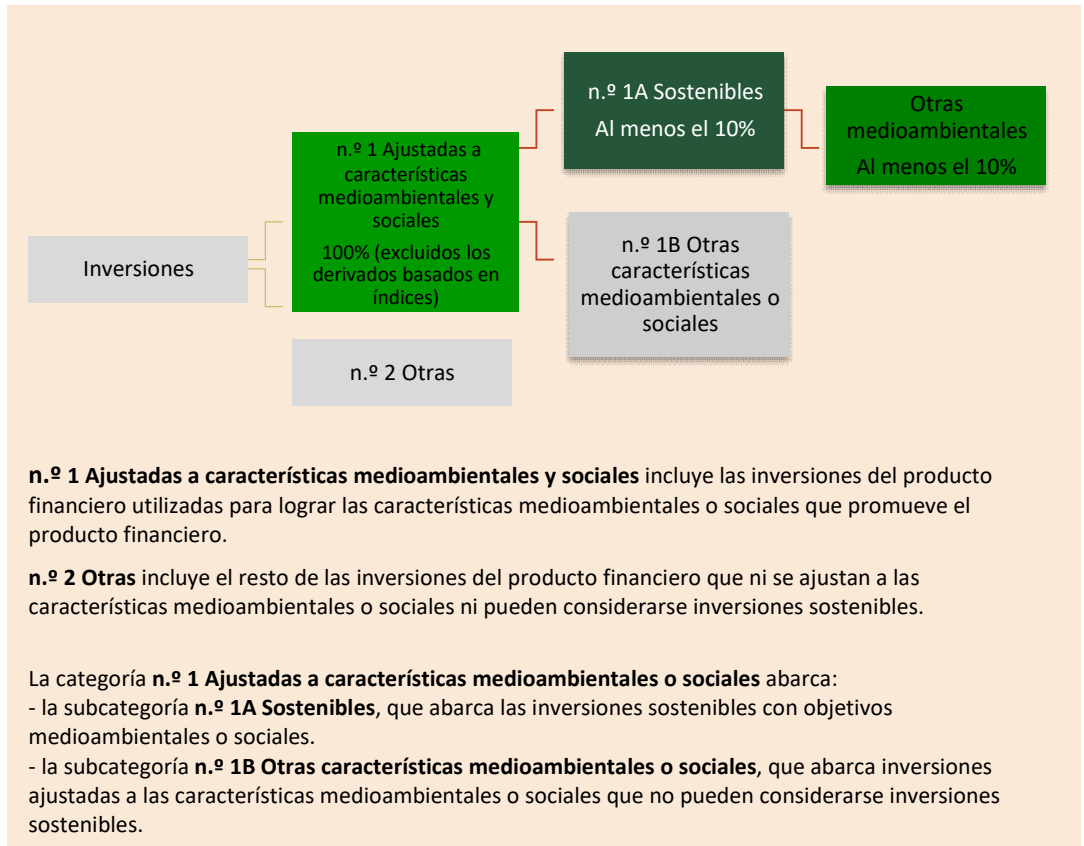 Inversiones
n.º 1 Ajustadas a
características
medioambientales y
sociales
100% (excluidos los
derivados basados en
índices)
n.º 2 Otras
n.º 1A Sostenibles
Al menos el 10%
n.º 1B Otras
características
medioambientales o
sociales
Otras
medioambientales
Al menos el 10%
n.º 1 Ajustadas a características medioambientales y sociales incluye las inversiones del producto
financiero utilizadas para lograr las características medioambientales o sociales que promueve el
producto financiero.
n.º 2 Otras incluye el resto de las inversiones del producto financiero que ni se ajustan a las
características medioambientales o sociales ni pueden considerarse inversiones sostenibles.
La categoría n.º 1 Ajustadas a características medioambientales o sociales abarca:
- la subcategoría n.º 1A Sostenibles, que abarca las inversiones sostenibles con objetivos
medioambientales o sociales.
- la subcategoría n.º 1B Otras características medioambientales o sociales, que abarca inversiones
ajustadas a las características medioambientales o sociales que no pueden considerarse inversiones
sostenibles.